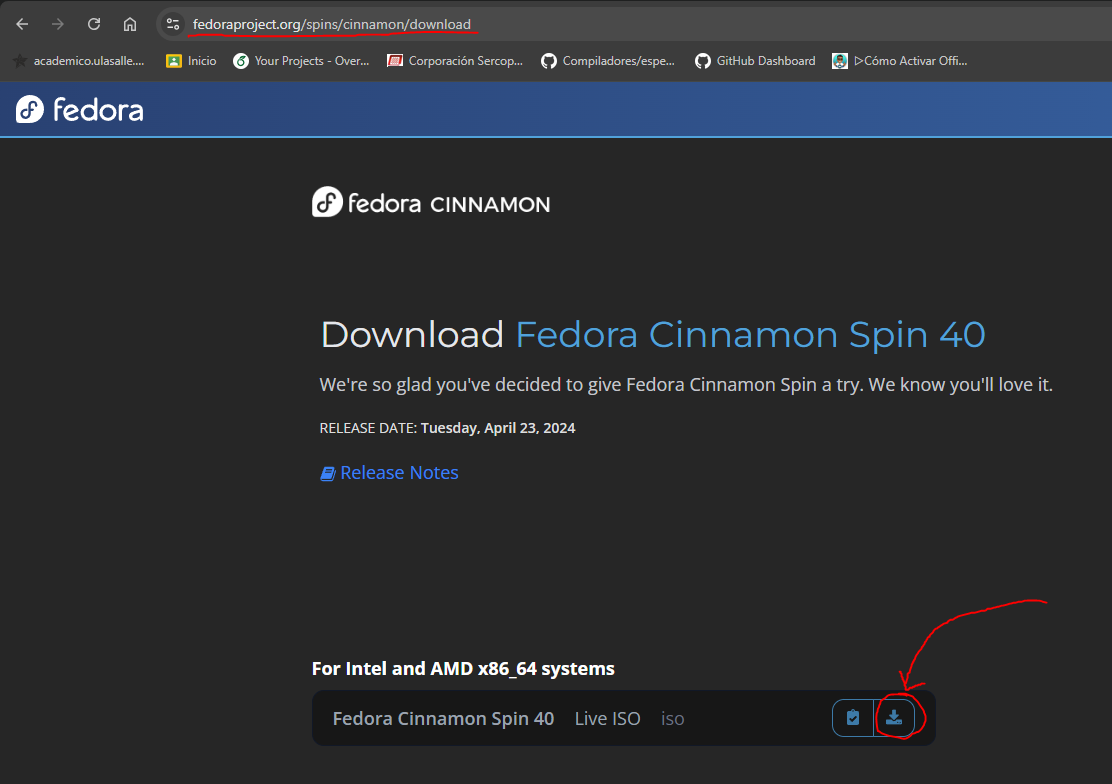 fedoraproject.org/spins/cinnamon/download
academico.ulasalle.... Inicio Your Projects - Over... Corporación Sercop... Compiladores/espe... GitHub Dashboard ▷Cómo Activar Offi...
fedora
fedora CINNAMON
Download Fedora Cinnamon Spin 40
We're so glad you've decided to give Fedora Cinnamon Spin a try. We know you'll love it.
RELEASE DATE: Tuesday, April 23, 2024
Release Notes
For Intel and AMD x86_64 systems
Fedora Cinnamon Spin 40 Live ISO iso